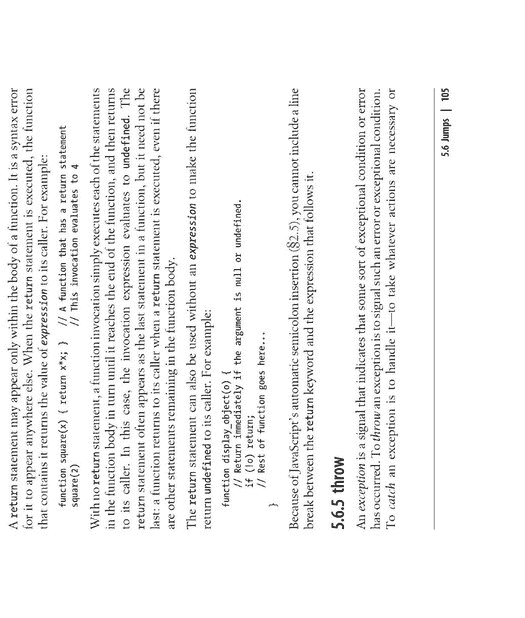 A return statement may appear only within the body of a function. It is a syntax error
for it to appear anywhere else. When the return statement is executed, the function
that contains it returns the value of expression to its caller. For example:
function square(x) { return x*x; } // A function that has a return statement
square(2) // This invocation evaluates to 4
With no return statement, a function invocation simply executes each of the statements
in the function body in turn until it reaches the end of the function, and then returns
to its caller. In this case, the invocation expression evaluates to undefined. The
return statement often appears as the last statement in a function, but it need not be
last: a function returns to its caller when a return statement is executed, even if there
are other statements remaining in the function body.
The return statement can also be used without an expression to make the function
return undefined to its caller. For example:
function display_object(o) {
// Return immediately if the argument is null or undefined.
if (!o) return;
// Rest of function goes here...
}
Because of JavaScript's automatic semicolon insertion (§2.5), you cannot include a line
break between the return keyword and the expression that follows it.
5.6.5 throw
An exception is a signal that indicates that some sort of exceptional condition or error
has occurred. To throw an exception is to signal such an error or exceptional condition.
To catch an exception is to handle it—to take whatever actions are necessary or
5.6 Jumps | 105